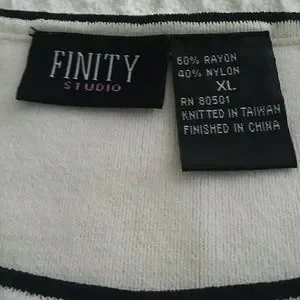 FINITY
STUDIO
60% RAYON
40% NYLON
XL
RN 80501
KNITTED IN TAIWAN
FINISHED IN CHINA